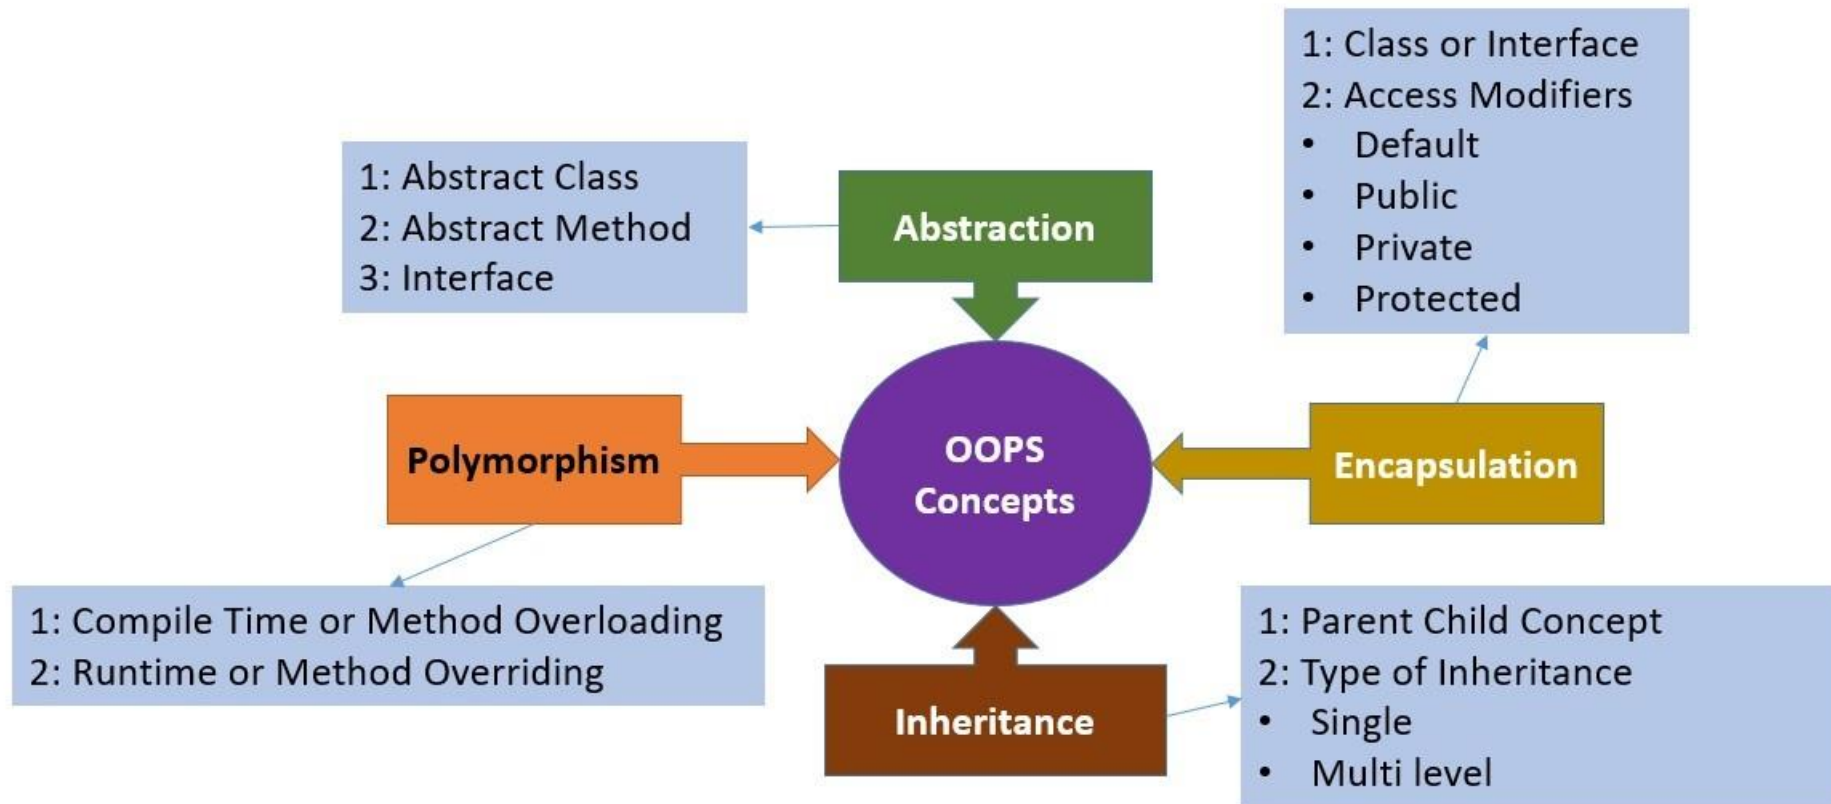 1: Class or Interface
2: Access Modifiers
• Default
• Public
• Private
• Protected
1: Abstract Class
2: Abstract Method
3: Interface
Abstraction
Polymorphism
OOPS
Concepts
Encapsulation
1: Compile Time or Method Overloading
2: Runtime or Method Overriding
Inheritance
1: Parent Child Concept
2: Type of Inheritance
• Single
• Multi level